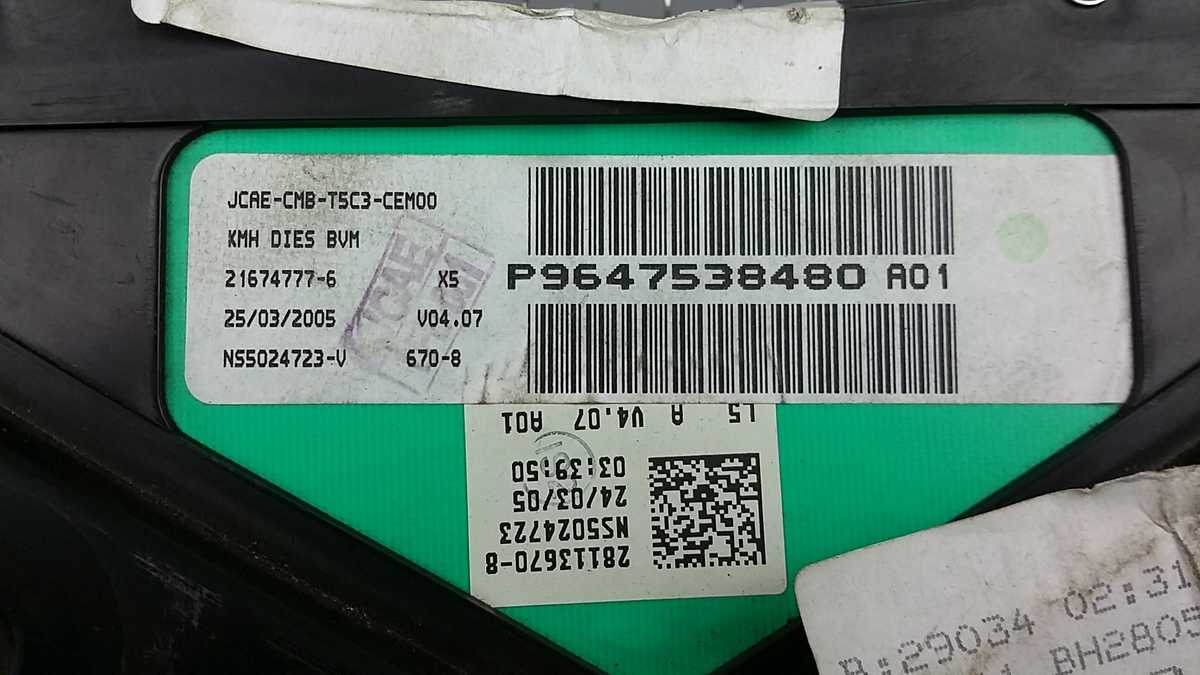 JCAE-CMB-T5C3-CEM00
KMH DIES BVM
21674777-6 X5
25/03/2005 V04.07
NS5024723-V 670-8
P9647538480 A01
JCAE
L5 A V4.07 A01
03:39:50
24/03/05
NS5024723
28113670-8
B:29034 02:31
BH2805